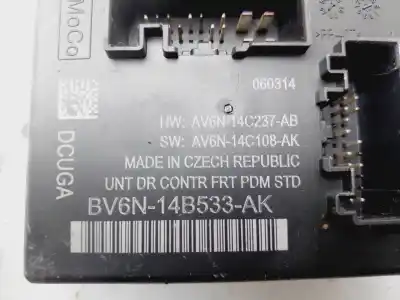 MoCo
060314
HW: AV6N-14C237-AB
SW: AV6N-14C108-AK
MADE IN CZECH REPUBLIC
UNT DR CONTR FRT PDM STD
BV6N-14B533-AK
DCUGA